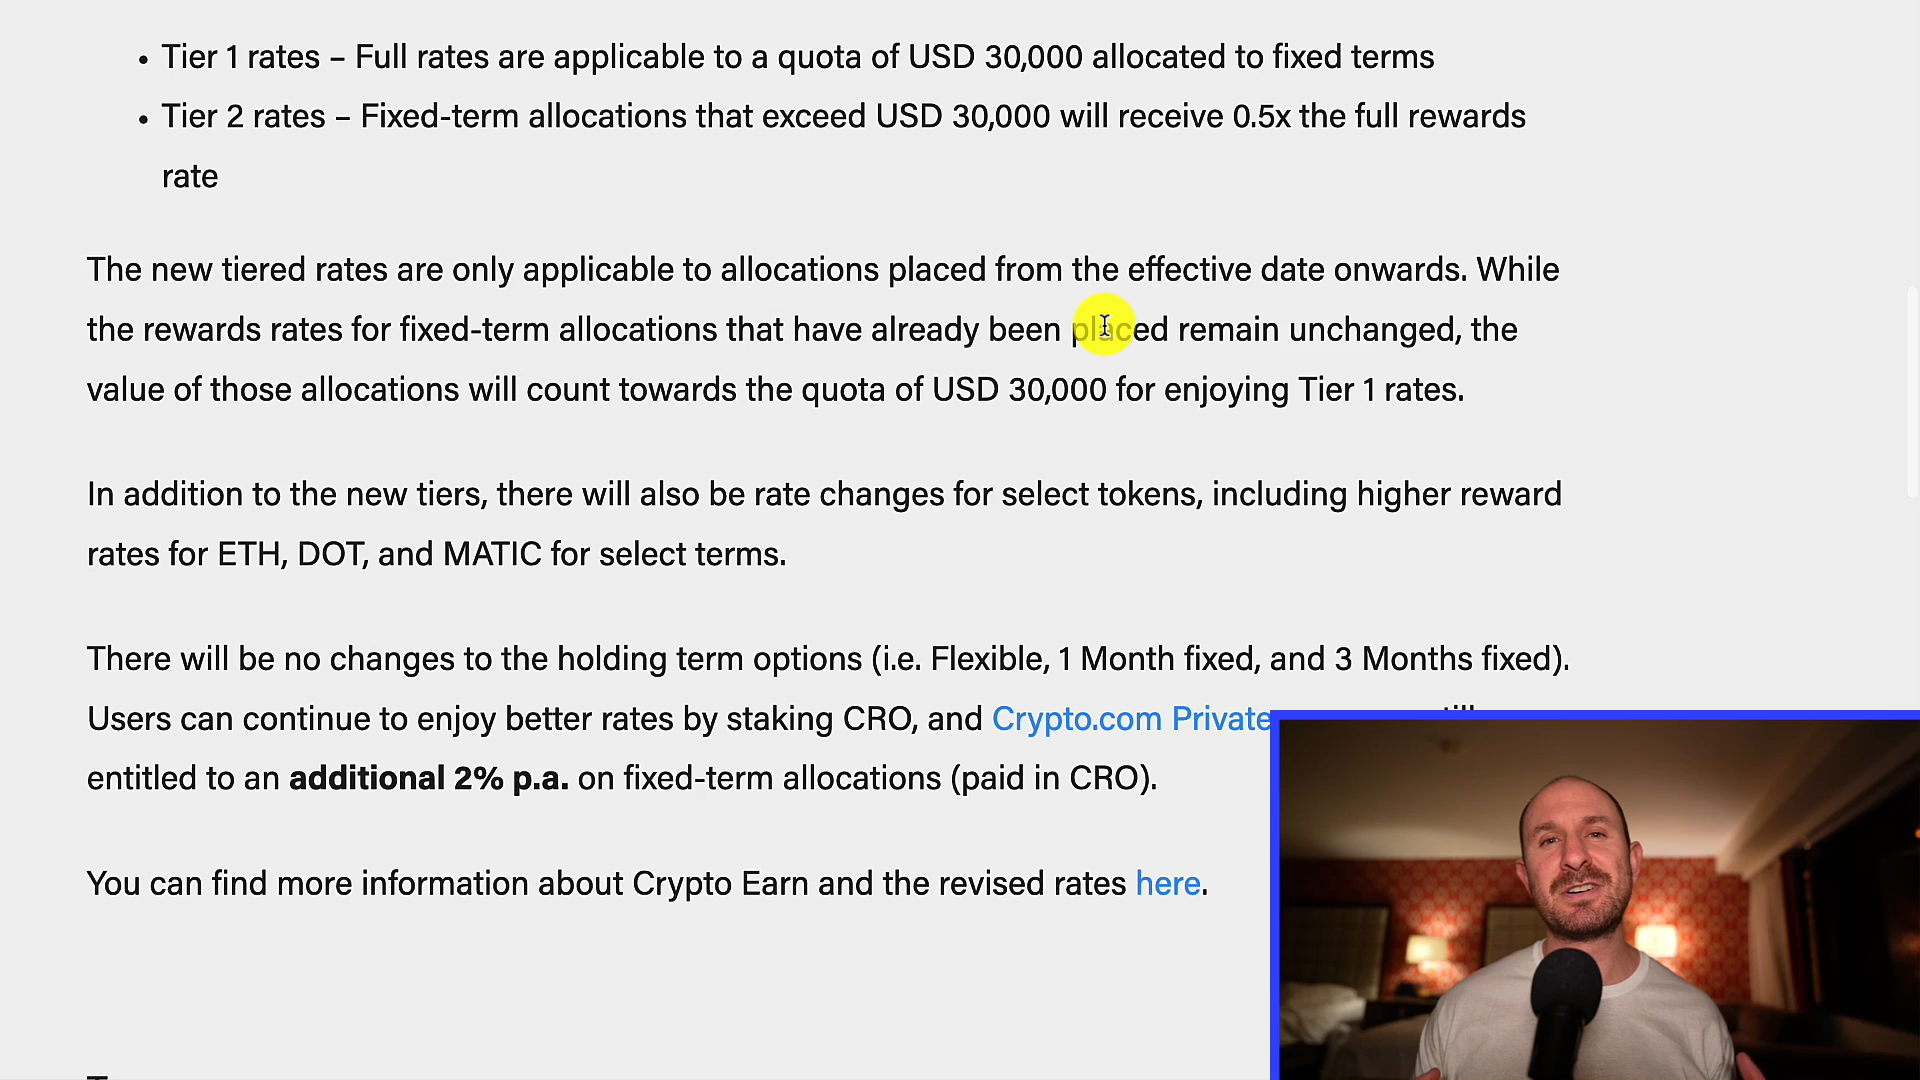 • Tier 1 rates – Full rates are applicable to a quota of USD 30,000 allocated to fixed terms
• Tier 2 rates – Fixed-term allocations that exceed USD 30,000 will receive 0.5x the full rewards
rate
The new tiered rates are only applicable to allocations placed from the effective date onwards. While
the rewards rates for fixed-term allocations that have already been placed remain unchanged, the
value of those allocations will count towards the quota of USD 30,000 for enjoying Tier 1 rates.
In addition to the new tiers, there will also be rate changes for select tokens, including higher reward
rates for ETH, DOT, and MATIC for select terms.
There will be no changes to the holding term options (i.e. Flexible, 1 Month fixed, and 3 Months fixed).
Users can continue to enjoy better rates by staking CRO, and Crypto.com Private
entitled to an additional 2% p.a. on fixed-term allocations (paid in CRO).
You can find more information about Crypto Earn and the revised rates here.